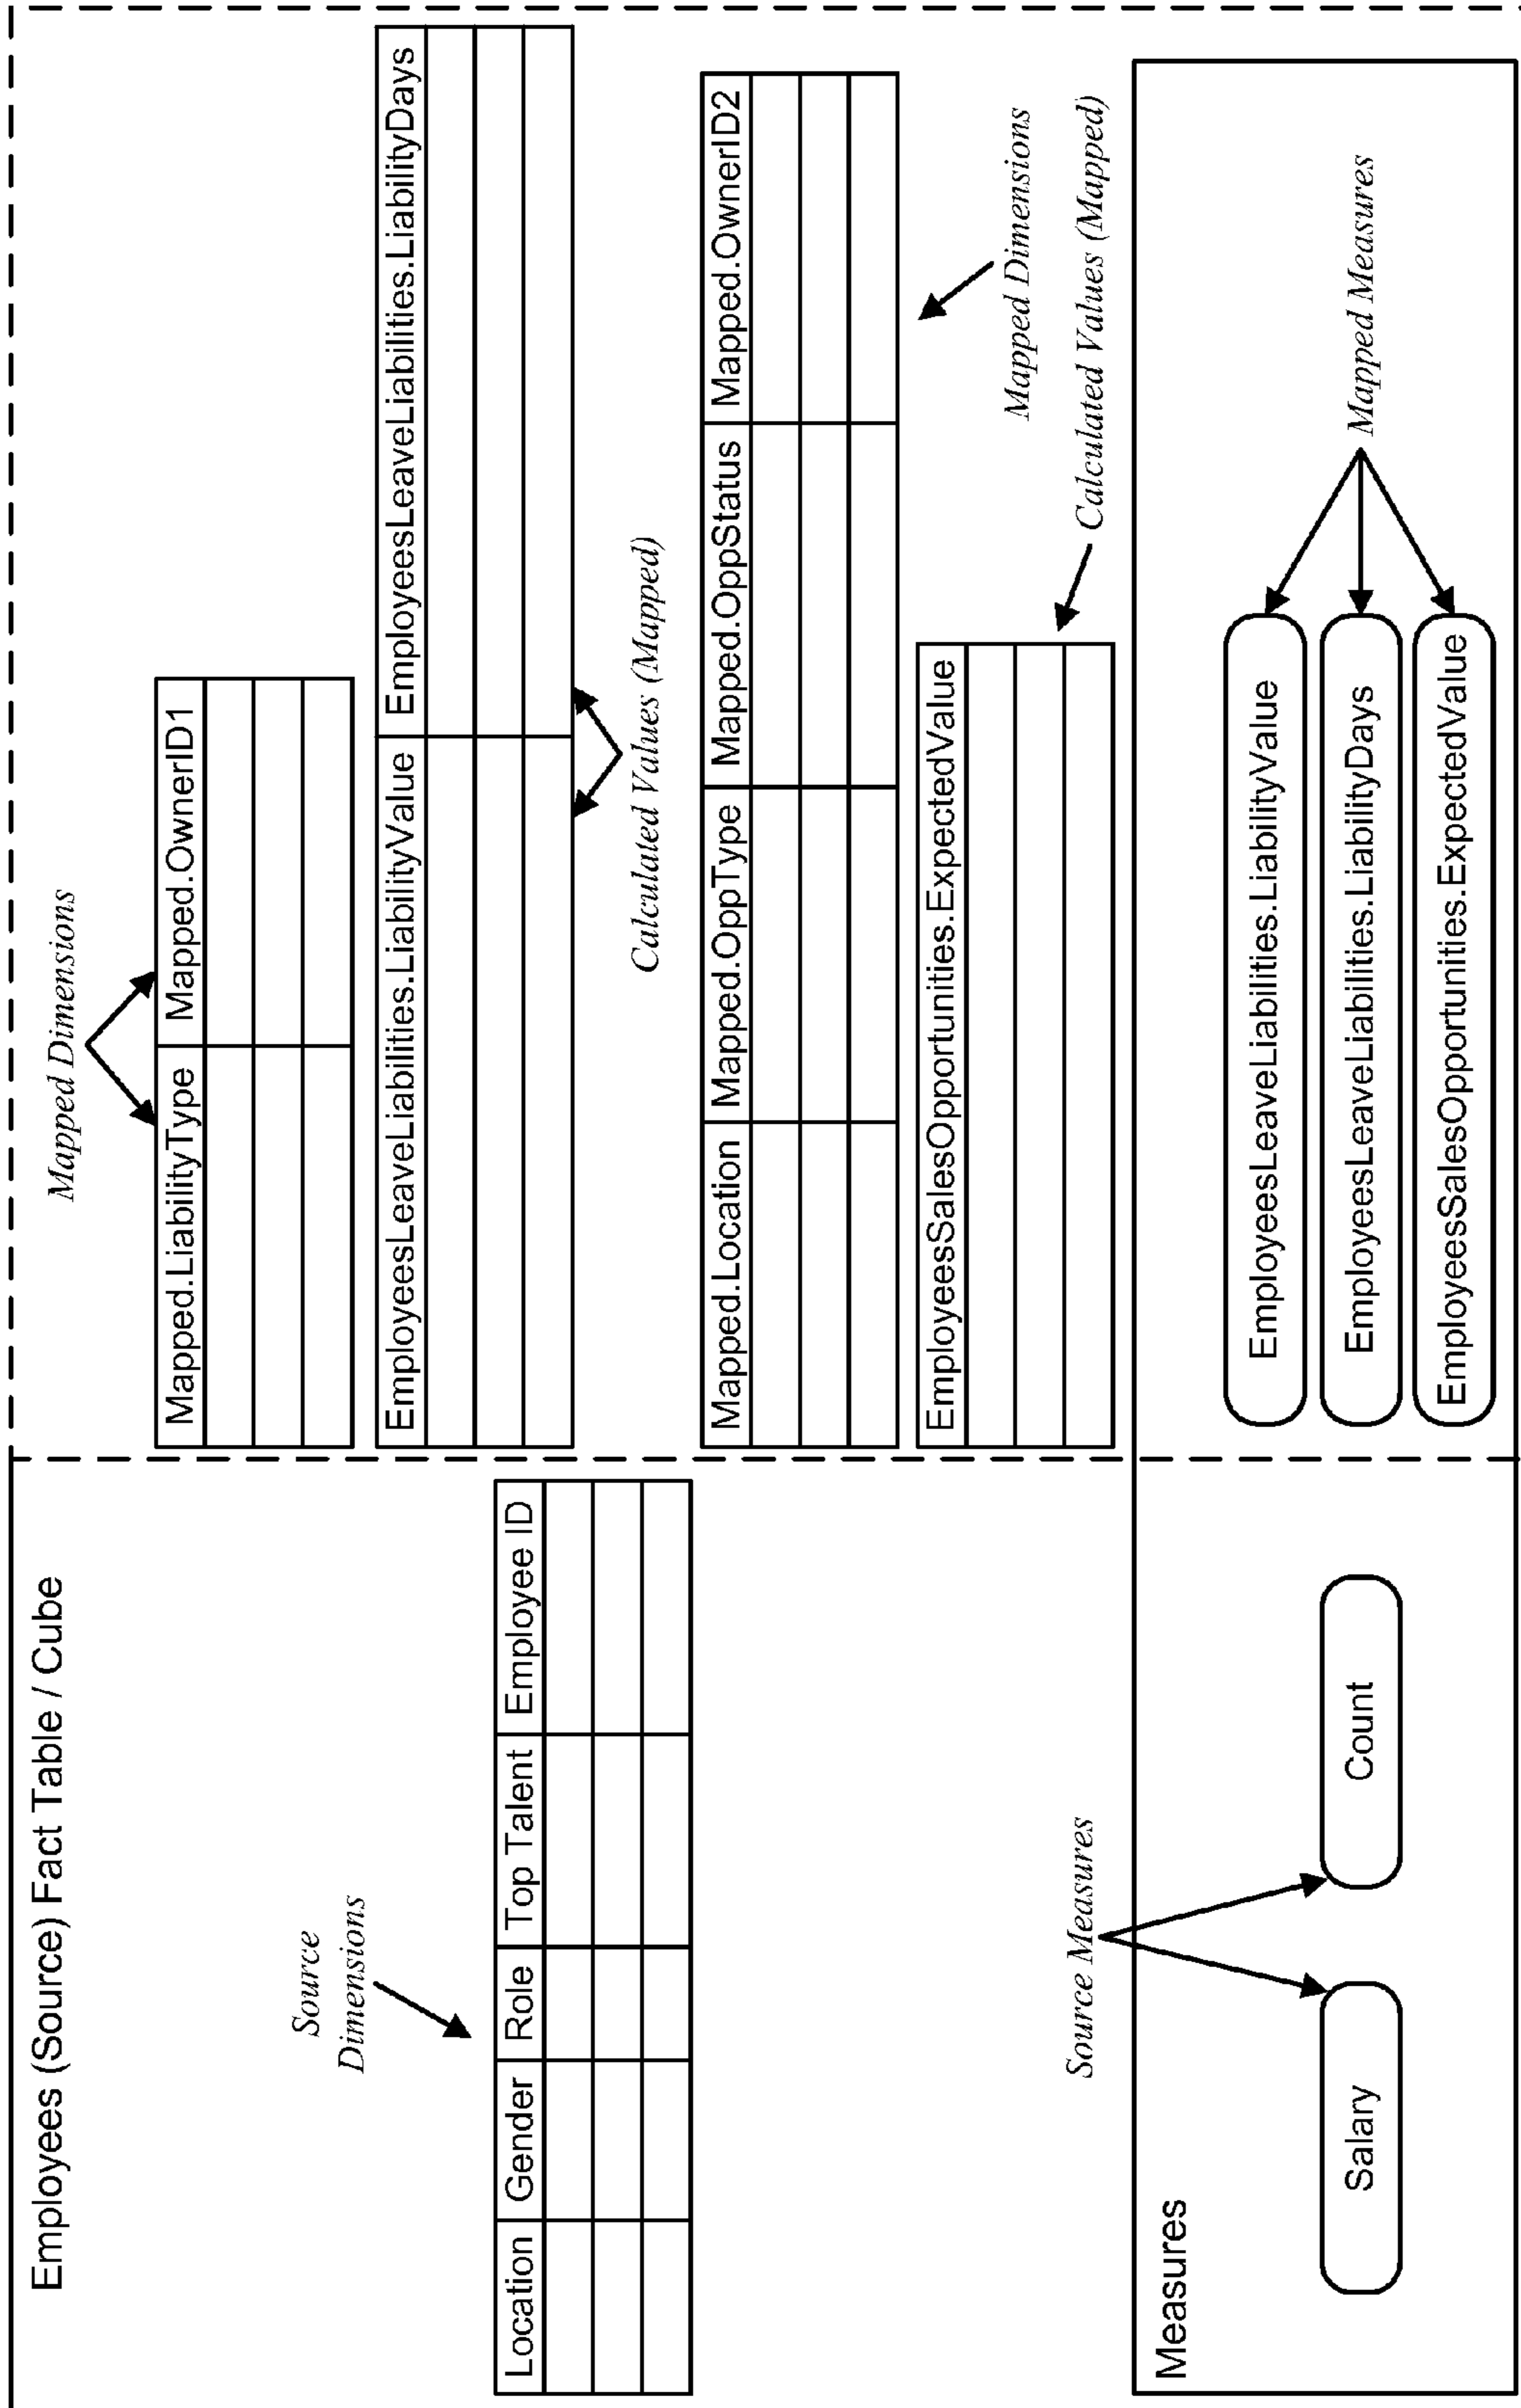 Employees (Source) Fact Table / Cube
Source
Dimensions
Location Gender Role Top Talent Employee ID
Source Measures
Measures
Salary
Count
Mapped Dimensions
Mapped.LiabilityType Mapped.OwnerID1
EmployeesLeaveLiabilities.LiabilityValue EmployeesLeaveLiabilities.LiabilityDays
Calculated Values (Mapped)
Mapped.Location Mapped.OppType Mapped.OppStatus Mapped.OwnerID2
Mapped Dimensions
EmployeesSalesOpportunities.ExpectedValue
Calculated Values (Mapped)
EmployeesLeaveLiabilities.LiabilityValue
EmployeesLeaveLiabilities.LiabilityDays
EmployeesSalesOpportunities.ExpectedValue
Mapped Measures